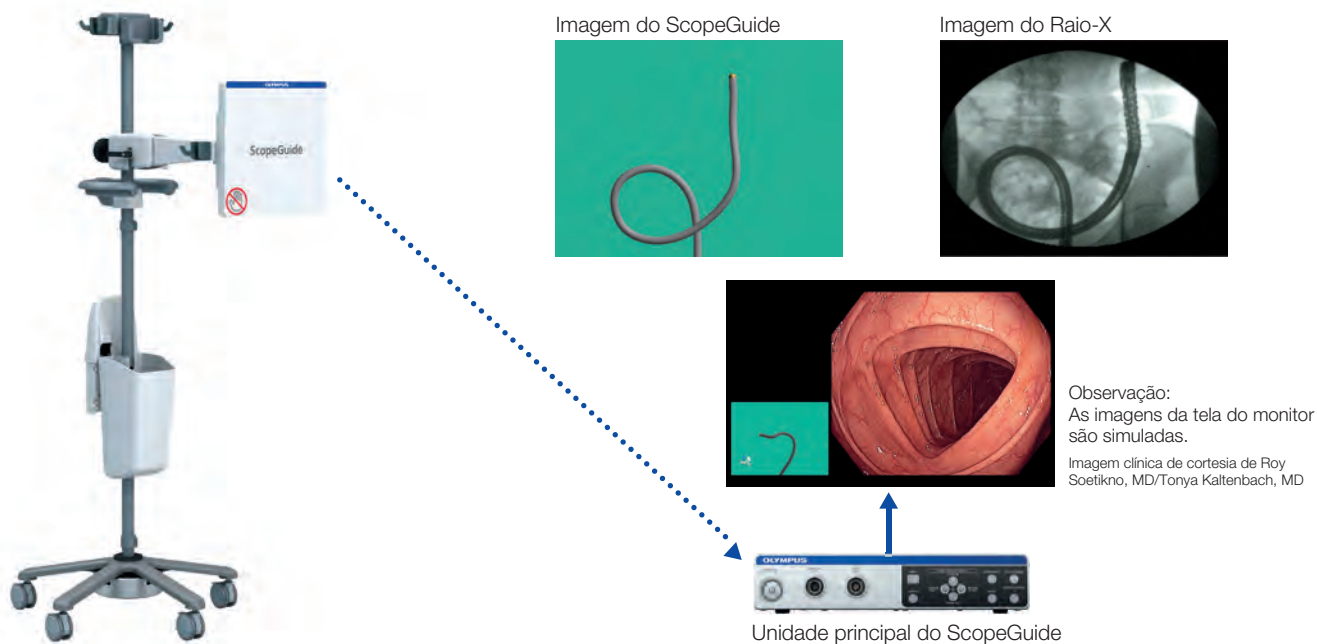 Imagem do ScopeGuide
Imagem do Raio-X
OLYMPUS
ScopeGuide
Observação:
As imagens da tela do monitor
são simuladas.
Imagem clínica de cortesia de Roy
Soetikno, MD/Tonya Kaltenbach, MD
OLYMPUS
Unidade principal do ScopeGuide